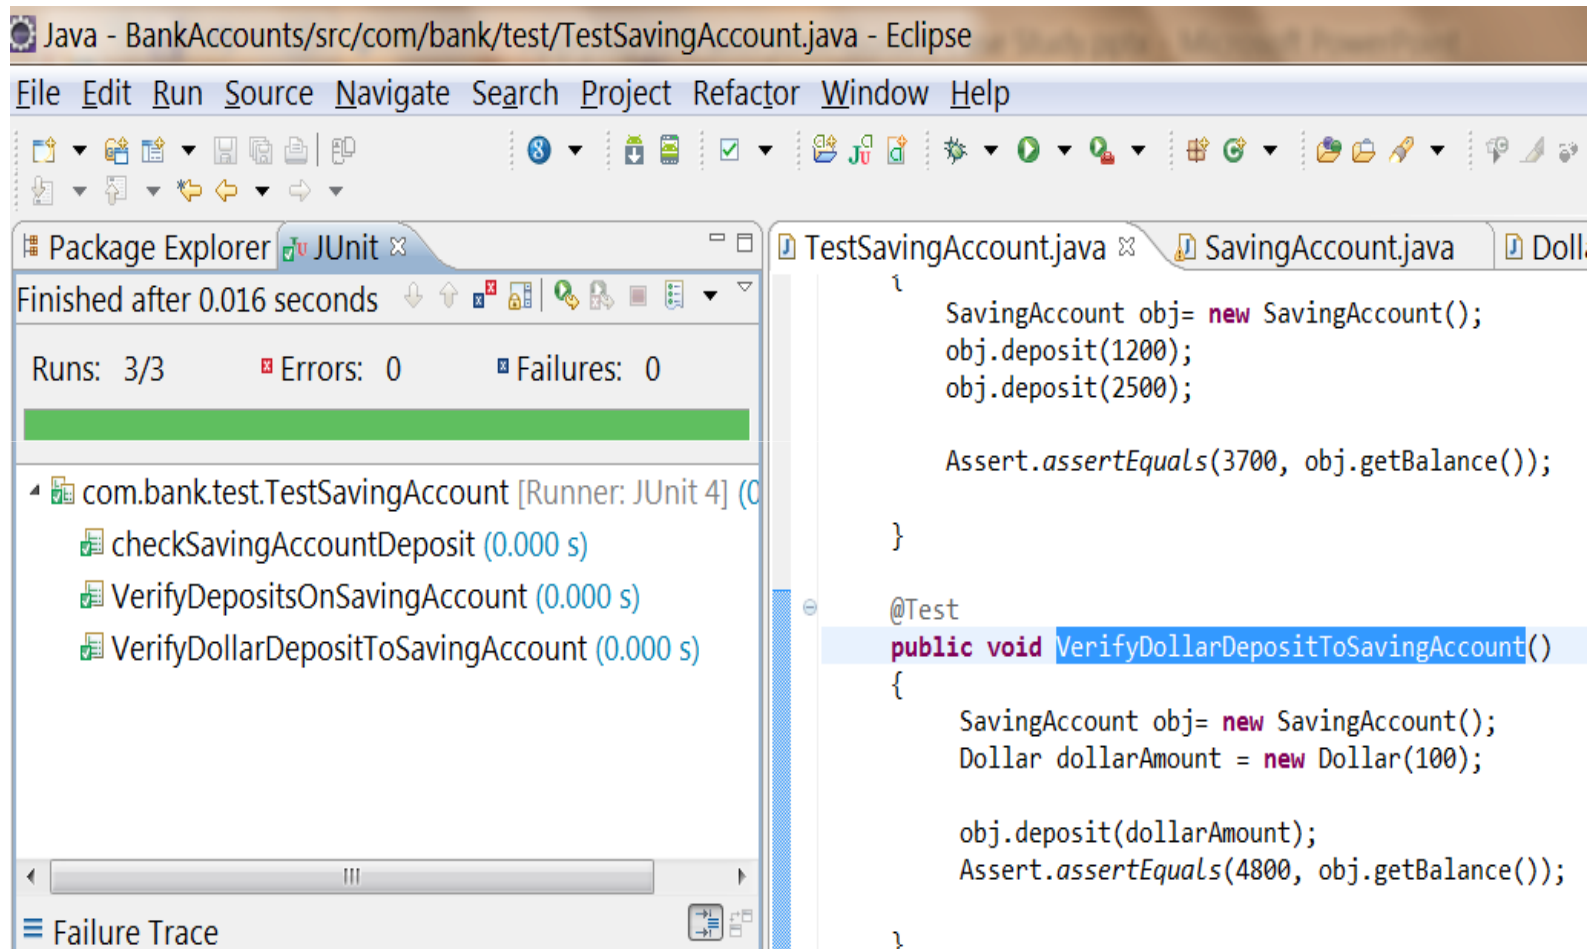 Java - BankAccounts/src/com/bank/test/TestSavingAccount.java - Eclipse
File Edit Run Source Navigate Search Project Refactor Window Help
Package Explorer JUnit
Finished after 0.016 seconds
Runs: 3/3 Errors: 0 Failures: 0
com.bank.test.TestSavingAccount [Runner: JUnit 4] (0
checkSavingAccountDeposit (0.000 s)
VerifyDepositsOnSavingAccount (0.000 s)
VerifyDollarDepositToSavingAccount (0.000 s)
Failure Trace
TestSavingAccount.java SavingAccount.java Dolla
{
SavingAccount obj= new SavingAccount();
obj.deposit(1200);
obj.deposit(2500);
Assert.assertEquals(3700, obj.getBalance());
}
@Test
public void VerifyDollarDepositToSavingAccount()
{
SavingAccount obj= new SavingAccount();
Dollar dollarAmount = new Dollar(100);
obj.deposit(dollarAmount);
Assert.assertEquals(4800, obj.getBalance());
}